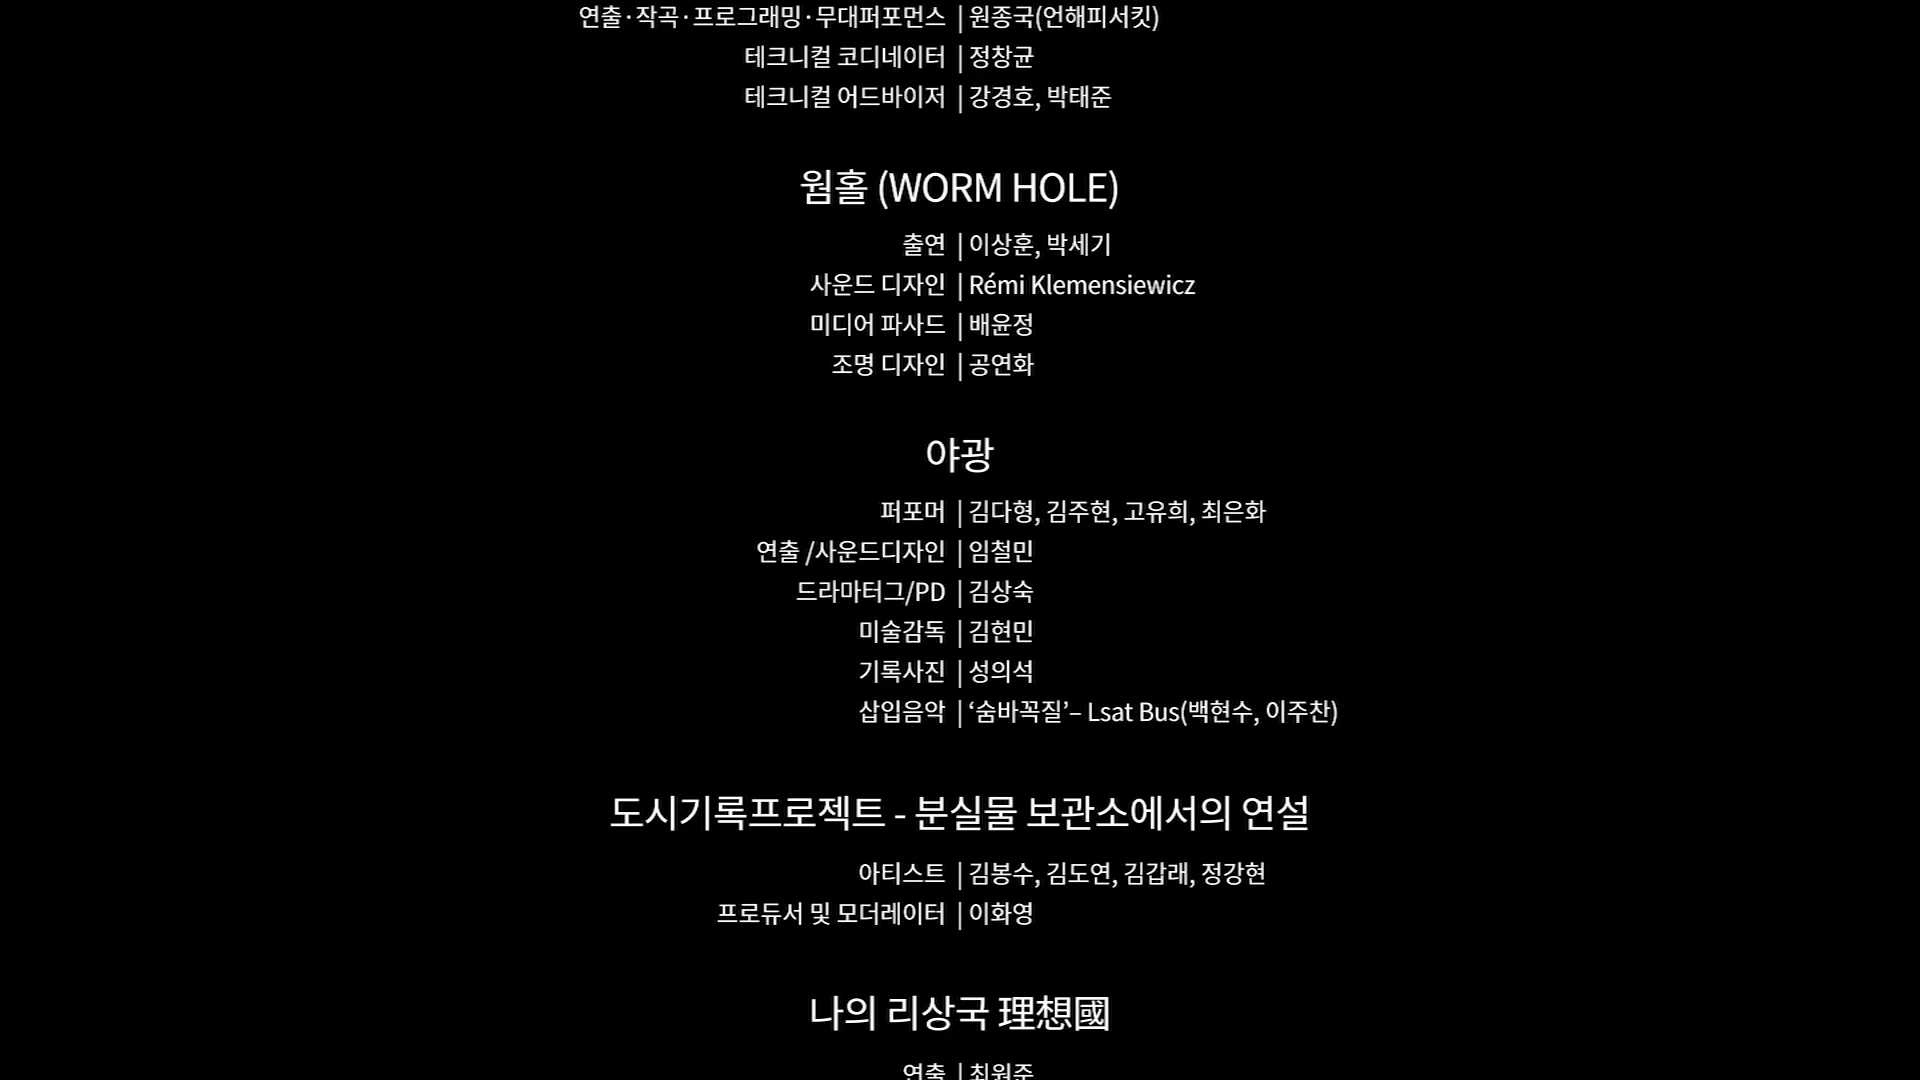 연출·작곡·프로그래밍·무대퍼포먼스 | 원종국(언해피서킷)
테크니컬 코디네이터 | 정창균
테크니컬 어드바이저 | 강경호, 박태준
웜홀 (WORM HOLE)
출연 | 이상훈, 박세기
사운드 디자인 | Rémi Klemensiewicz
미디어 파사드 | 배윤정
조명 디자인 | 공연화
야광
퍼포머 | 김다형, 김주현, 고유희, 최은화
연출 /사운드디자인 | 임철민
드라마터그/PD | 김상숙
미술감독 | 김현민
기록사진 | 성의석
삽입음악 | ‘숨바꼭질’– Lsat Bus(백현수, 이주찬)
도시기록프로젝트 - 분실물 보관소에서의 연설
아티스트 | 김봉수, 김도연, 김갑래, 정강현
프로듀서 및 모더레이터 | 이화영
나의 리상국 理想國
연출 | 최원준